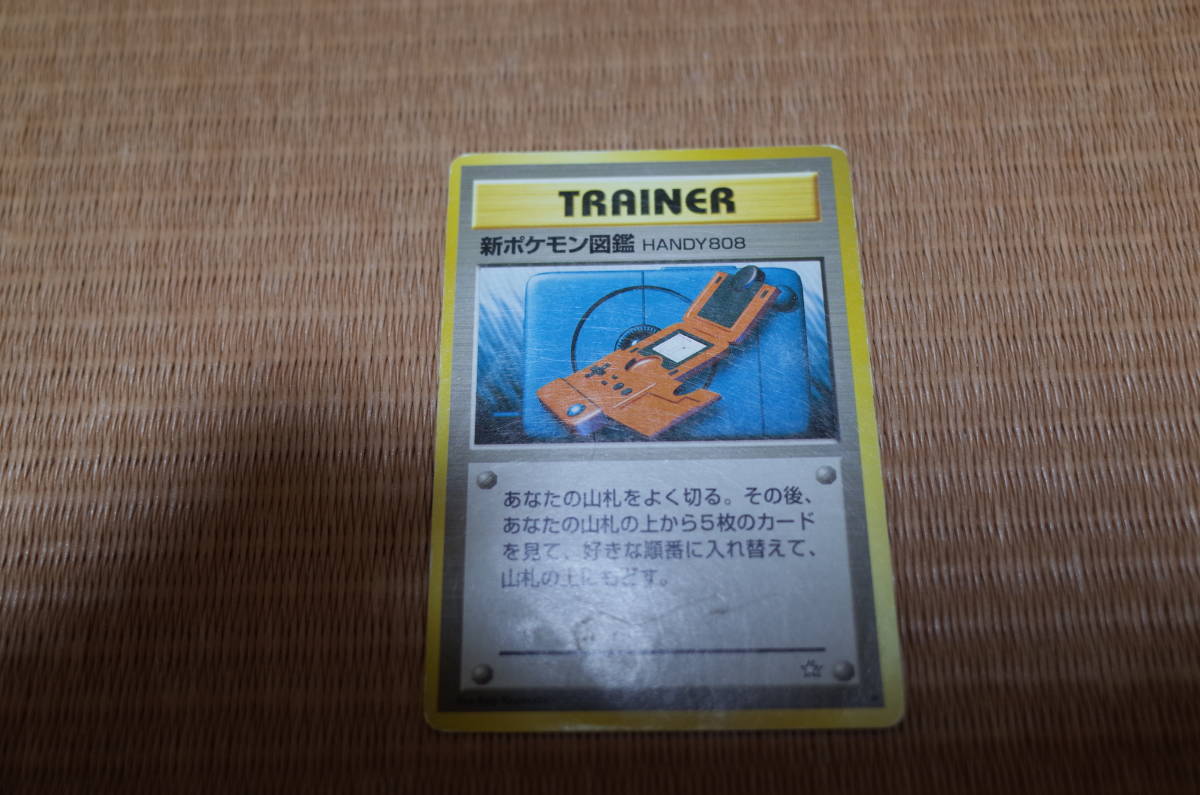 TRAINER
新ポケモン図鑑 HANDY808
あなたの山札をよく切る。その後、
あなたの山札の上から5枚のカード
を見て、好きな順番に入れ替えて、
山札の上にもどす。